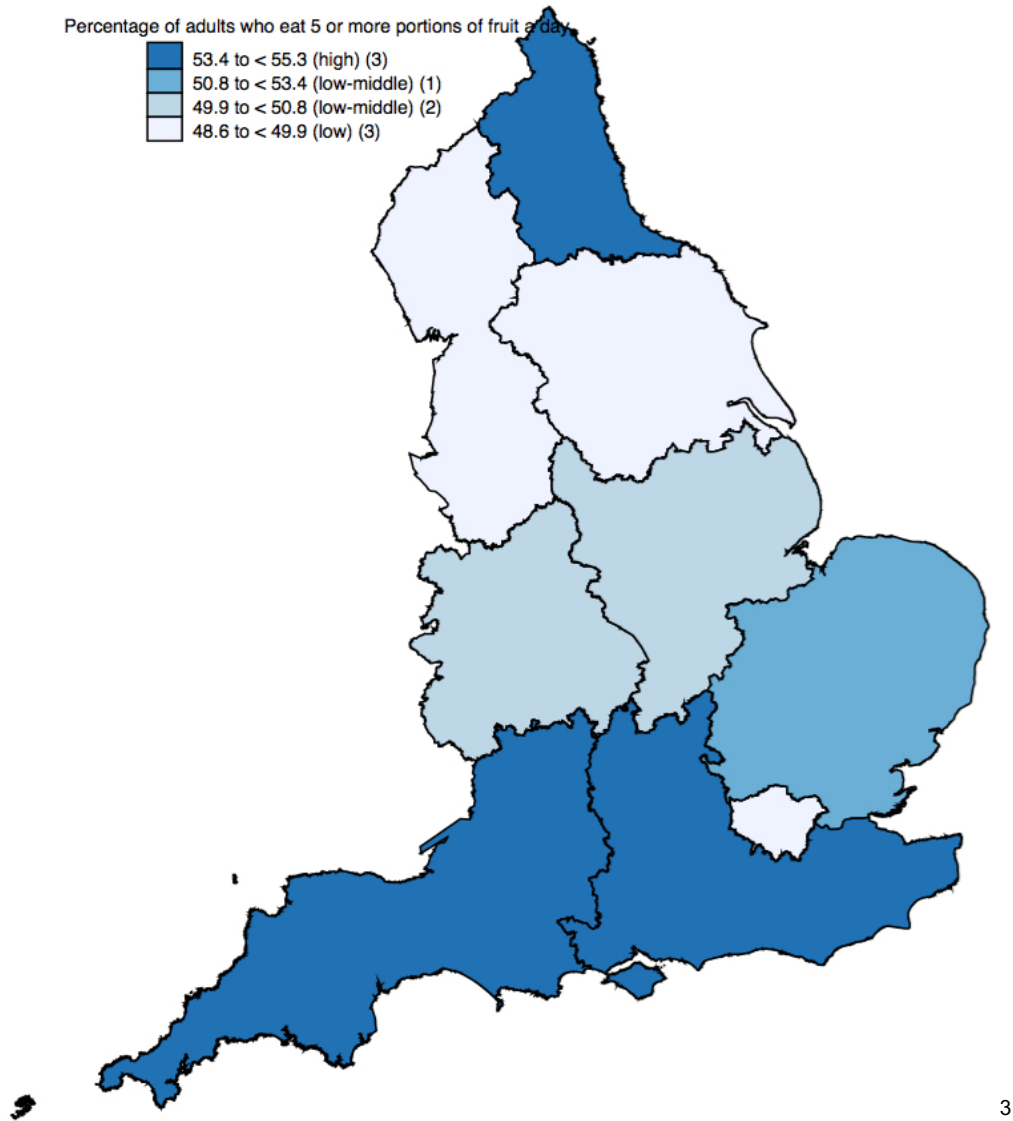 Percentage of adults who eat 5 or more portions of fruit a day.
53.4 to < 55.3 (high) (3)
50.8 to < 53.4 (low-middle) (1)
49.9 to < 50.8 (low-middle) (2)
48.6 to < 49.9 (low) (3)
3